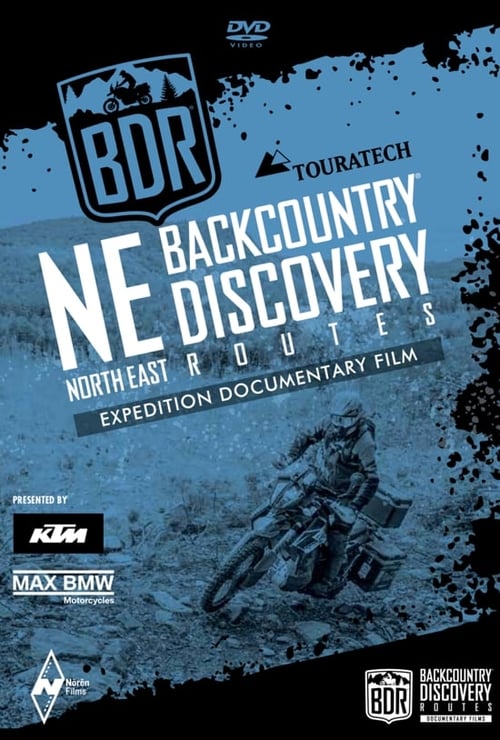 DVD
VIDEO
BDR
TOURATECH
NE BACKCOUNTRY®
DISCOVERY
NORTH EAST ROUTES
EXPEDITION DOCUMENTARY FILM
PRESENTED BY
KTM
MAX BMW
Motorcycles
N Norén
Films
BDR
BACKCOUNTRY
DISCOVERY
ROUTES
DOCUMENTARY FILMS